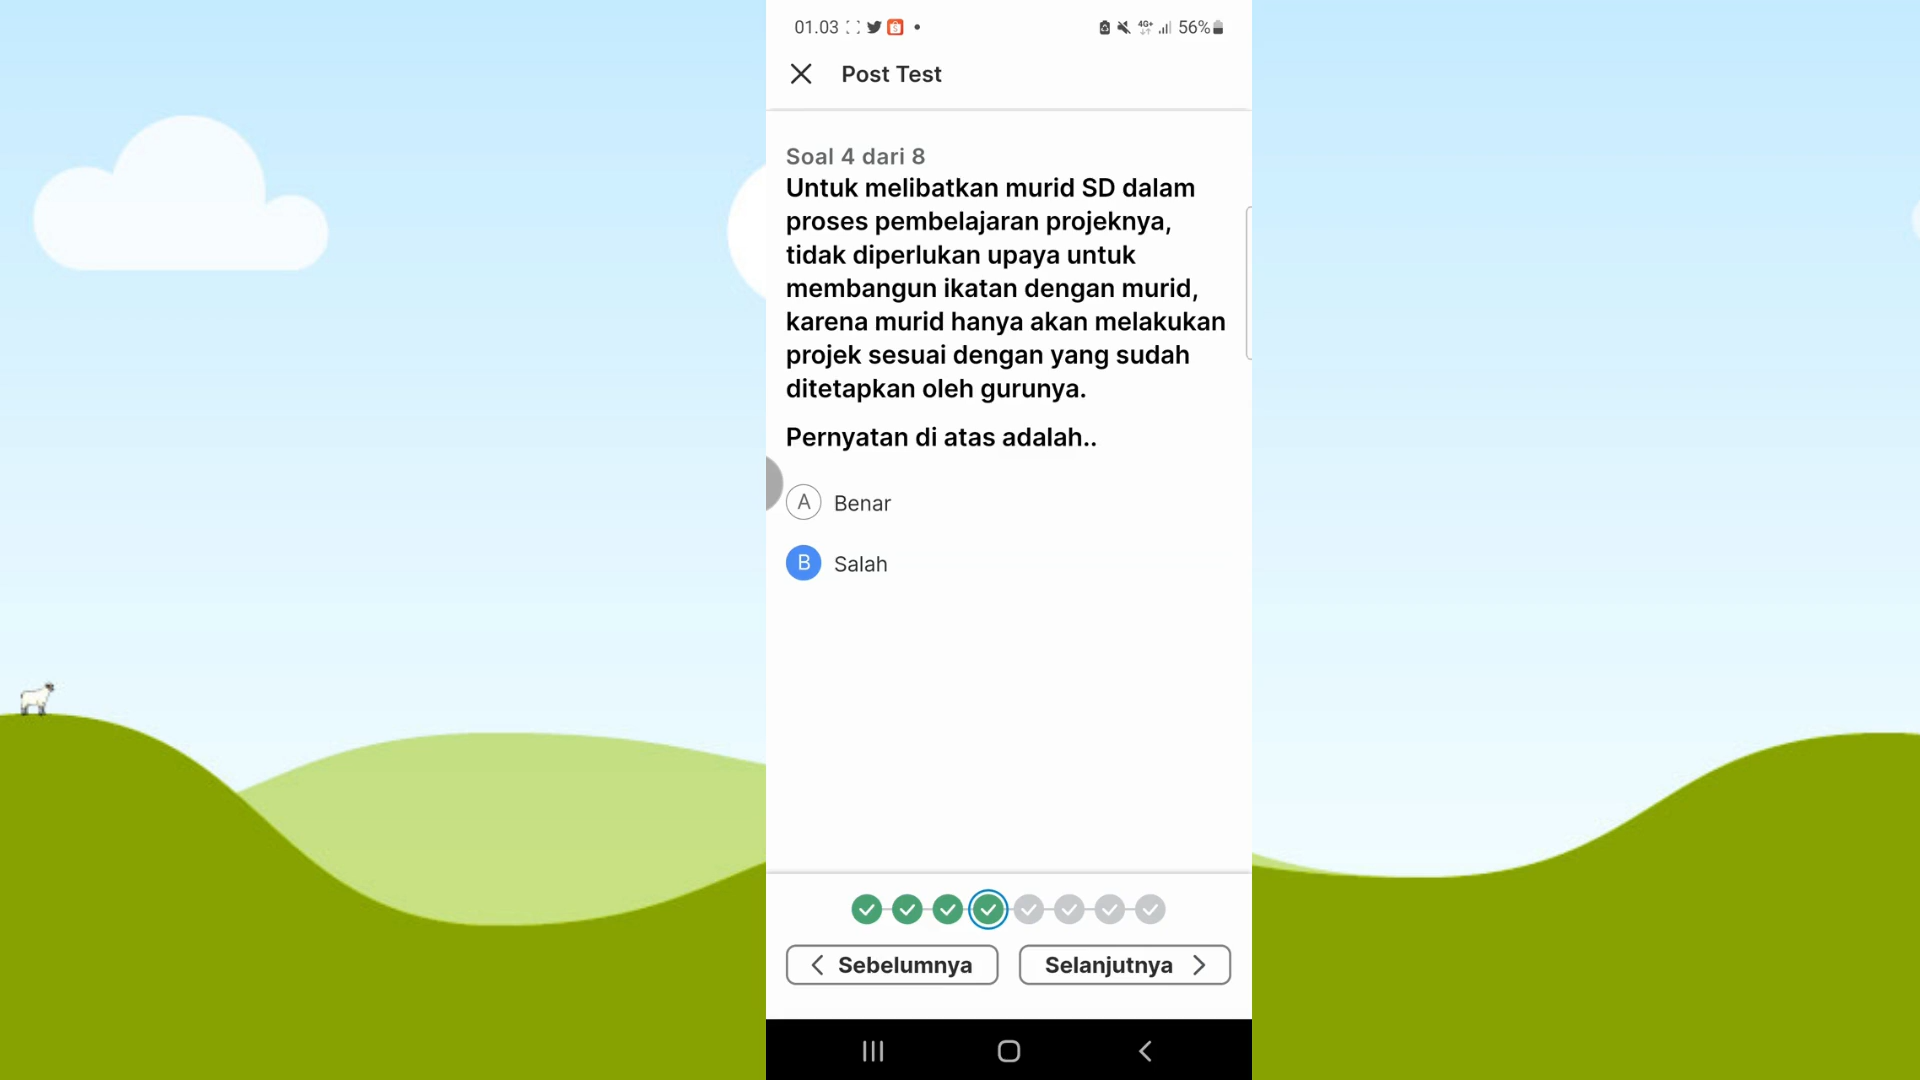 01.03 4G+ 56%
Post Test
Soal 4 dari 8
Untuk melibatkan murid SD dalam
proses pembelajaran projeknya,
tidak diperlukan upaya untuk
membangun ikatan dengan murid,
karena murid hanya akan melakukan
projek sesuai dengan yang sudah
ditetapkan oleh gurunya.
Pernyatan di atas adalah..
A Benar
B Salah
Sebelumnya Selanjutnya